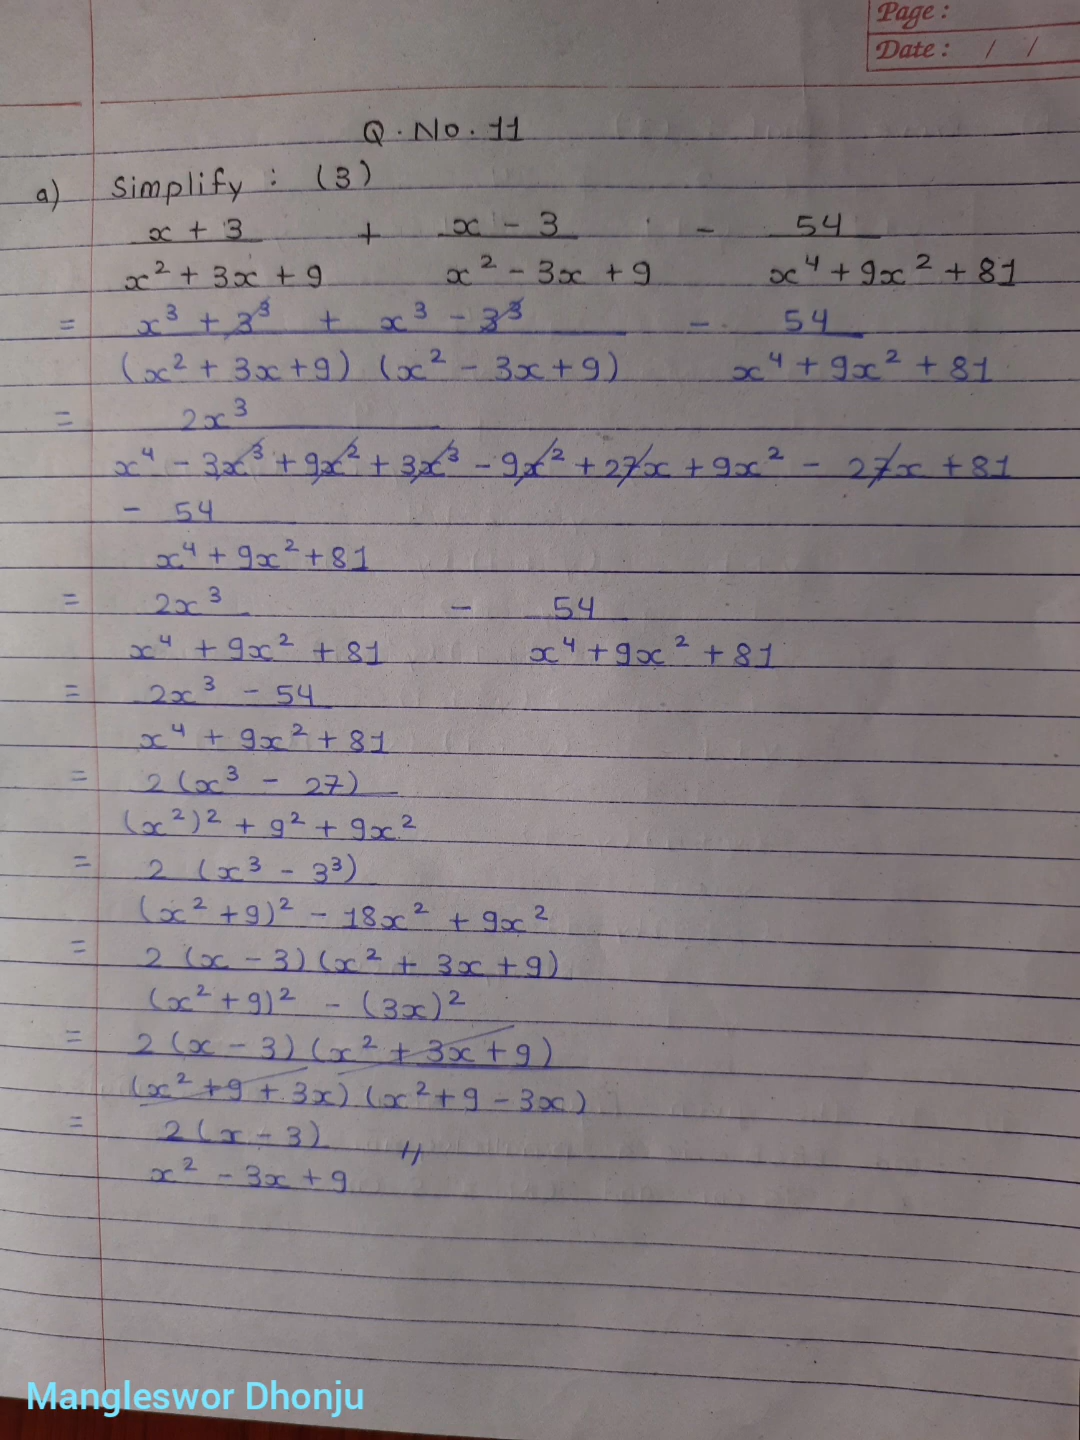 Page :
Date : / /
Q. No. 11
a) Simplify : (3)
x + 3 + x - 3 - 54
x² + 3x + 9 x² - 3x + 9 x⁴ + 9x² + 81
= x³ + 3³ + x³ - 3³ - 54
(x² + 3x + 9) (x² - 3x + 9) x⁴ + 9x² + 81
= 2x³
x⁴ - 3x³ + 9x² + 3x³ - 9x² + 27x + 9x² - 27x + 81
- 54
x⁴ + 9x² + 81
= 2x³ - 54
x⁴ + 9x² + 81 x⁴ + 9x² + 81
= 2x³ - 54
x⁴ + 9x² + 81
= 2(x³ - 27)
(x²)² + 9² + 9x²
= 2 (x³ - 3³)
(x² + 9)² - 18x² + 9x²
= 2 (x - 3) (x² + 3x + 9)
(x² + 9)² - (3x)²
= 2 (x - 3) (x² + 3x + 9)
(x² + 9 + 3x) (x² + 9 - 3x)
= 2(x - 3) //
x² - 3x + 9
Mangleswor Dhonju